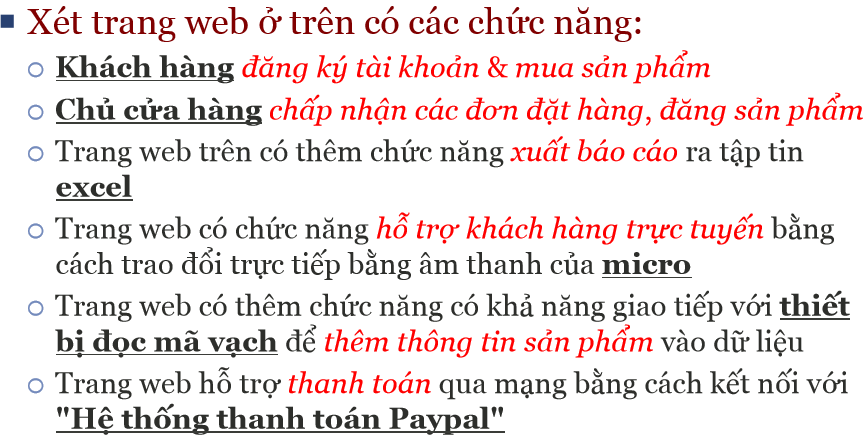 Xét trang web ở trên có các chức năng:
Khách hàng đăng ký tài khoản & mua sản phẩm
Chủ cửa hàng chấp nhận các đơn đặt hàng, đăng sản phẩm
Trang web trên có thêm chức năng xuất báo cáo ra tập tin
excel
Trang web có chức năng hỗ trợ khách hàng trực tuyến bằng
cách trao đổi trực tiếp bằng âm thanh của micro
Trang web có thêm chức năng có khả năng giao tiếp với thiết
bị đọc mã vạch để thêm thông tin sản phẩm vào dữ liệu
Trang web hỗ trợ thanh toán qua mạng bằng cách kết nối với
"Hệ thống thanh toán Paypal"